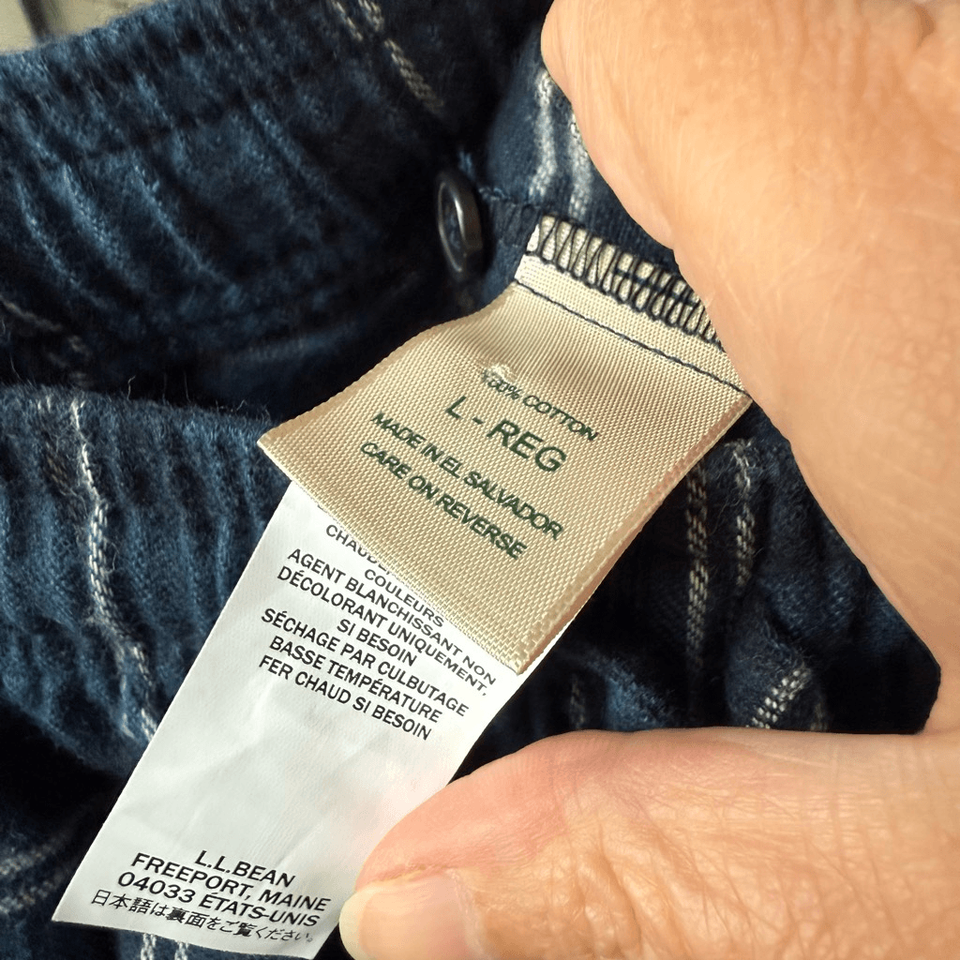 100% COTTON
L - REG
MADE IN EL SALVADOR
CARE ON REVERSE
COULEURS
AGENT BLANCHISSANT NON
DÉCOLORANT UNIQUEMENT,
SI BESOIN
SÉCHAGE PAR CULBUTAGE
BASSE TEMPÉRATURE
FER CHAUD SI BESOIN
L.L.BEAN
FREEPORT, MAINE
04033 ÉTATS-UNIS
日本語は裏面をご覧ください。